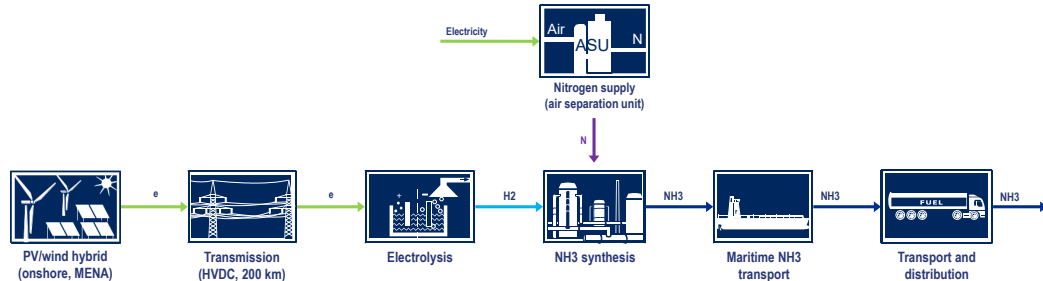 Electricity
Air
ASU
N
Nitrogen supply
(air separation unit)
N
e
e
H2
NH3
NH3
NH3
FUEL
PV/wind hybrid
(onshore, MENA)
Transmission
(HVDC, 200 km)
Electrolysis
NH3 synthesis
Maritime NH3
transport
Transport and
distribution